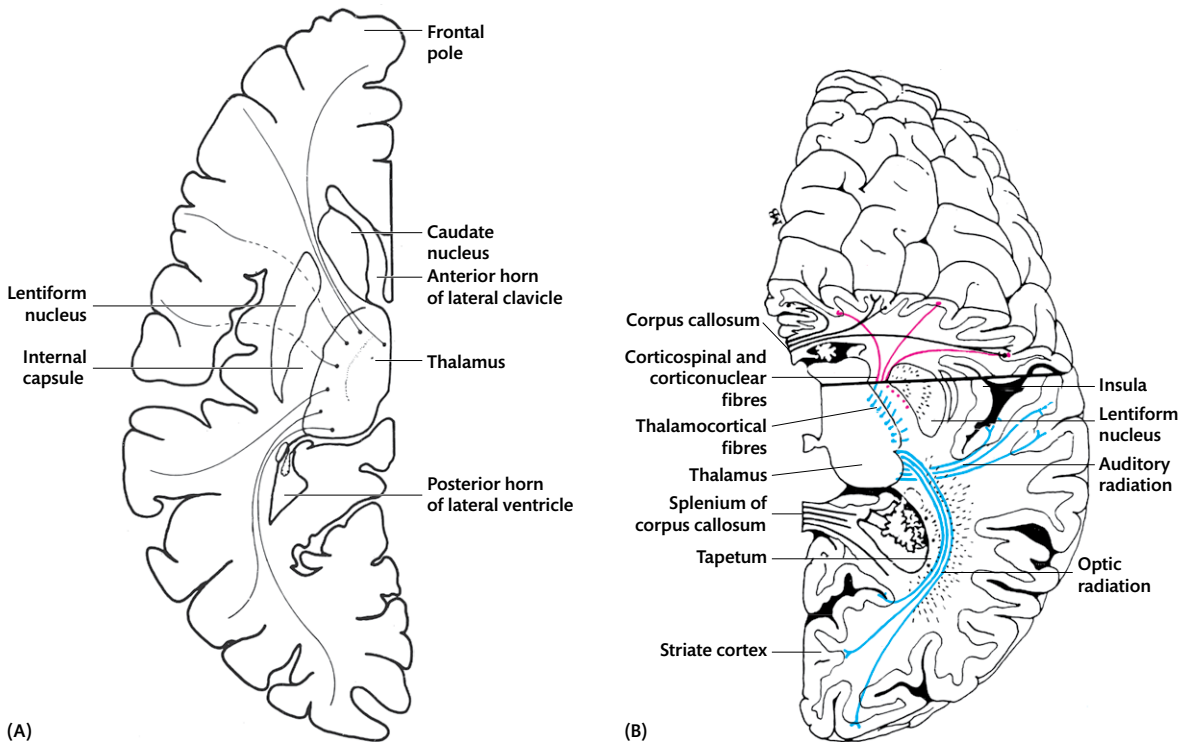 Frontal
pole
Caudate
nucleus
Anterior horn
of lateral clavicle
Lentiform
nucleus
Internal
capsule
Thalamus
Posterior horn
of lateral ventricle
(A)
Corpus callosum
Corticospinal and
corticonuclear
fibres
Thalamocortical
fibres
Thalamus
Splenium of
corpus callosum
Tapetum
Striate cortex
Insula
Lentiform
nucleus
Auditory
radiation
Optic
radiation
(B)